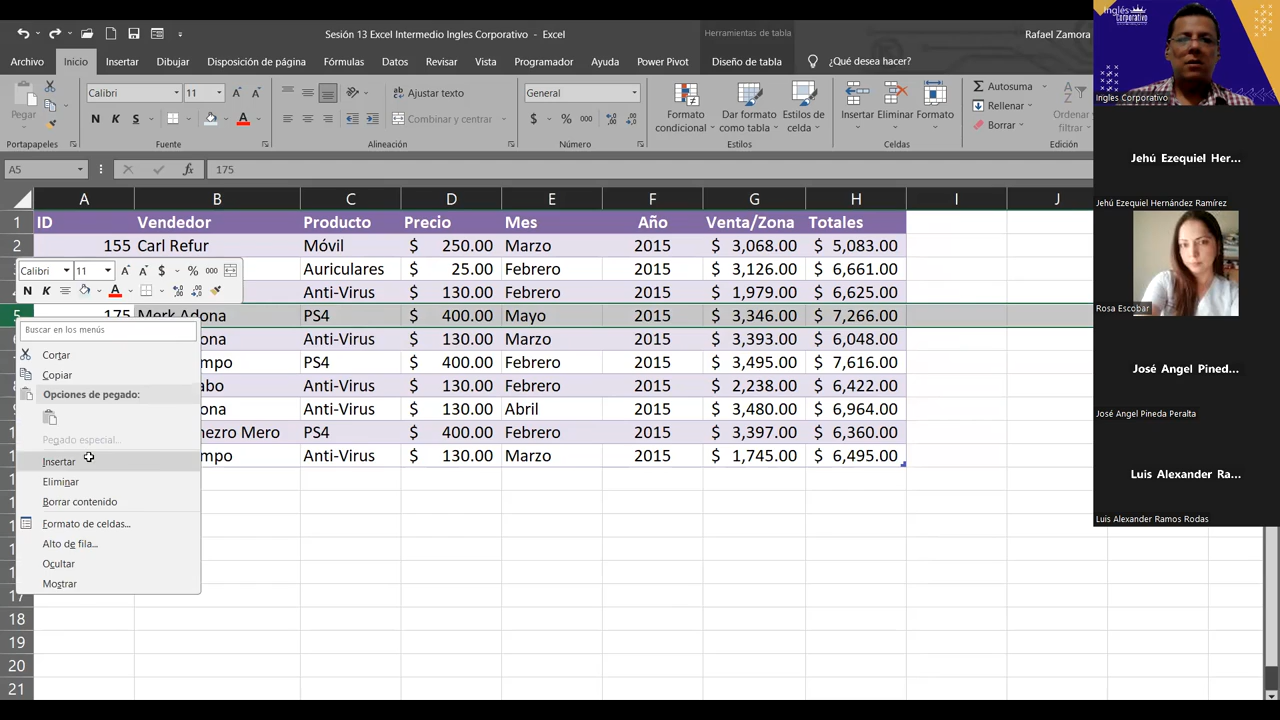 Sesión 13 Excel Intermedio Ingles Corporativo - Excel
Herramientas de tabla
Rafael Zamora
Archivo Inicio Insertar Dibujar Disposición de página Fórmulas Datos Revisar Vista Programador Ayuda Power Pivot Diseño de tabla ¿Qué desea hacer?
Pegar
Calibri 11
N K S
Ajustar texto
Combinar y centrar
General
$ % 000
Formato condicional
Dar formato como tabla
Estilos de celda
Insertar Eliminar Formato
Autosuma
Rellenar
Borrar
Ordenar y filtrar
Portapapeles Fuente Alineación Número Estilos Celdas Edición
A5 fx 175
A B C D E F G H I J
1 ID Vendedor Producto Precio Mes Año Venta/Zona Totales
2 155 Carl Refur Móvil $ 250.00 Marzo 2015 $ 3,068.00 $ 5,083.00
Auriculares $ 25.00 Febrero 2015 $ 3,126.00 $ 6,661.00
Anti-Virus $ 130.00 Febrero 2015 $ 1,979.00 $ 6,625.00
5 175 Merk Adona PS4 $ 400.00 Mayo 2015 $ 3,346.00 $ 7,266.00
ona Anti-Virus $ 130.00 Marzo 2015 $ 3,393.00 $ 6,048.00
mpo PS4 $ 400.00 Febrero 2015 $ 3,495.00 $ 7,616.00
abo Anti-Virus $ 130.00 Febrero 2015 $ 2,238.00 $ 6,422.00
ona Anti-Virus $ 130.00 Abril 2015 $ 3,480.00 $ 6,964.00
nezro Mero PS4 $ 400.00 Febrero 2015 $ 3,397.00 $ 6,360.00
mpo Anti-Virus $ 130.00 Marzo 2015 $ 1,745.00 $ 6,495.00
17
18
19
20
21
Calibri 11 $ % 000
N K
Buscar en los menús
Cortar
Copiar
Opciones de pegado:
Pegado especial...
Insertar
Eliminar
Borrar contenido
Formato de celdas...
Alto de fila...
Ocultar
Mostrar
Inglés
Corporativo
Ingles Corporativo
Jehú Ezequiel Her...
Jehú Ezequiel Hernández Ramírez
Rosa Escobar
José Angel Pined...
José Angel Pineda Peralta
Luis Alexander Ra...
Luis Alexander Ramos Rodas